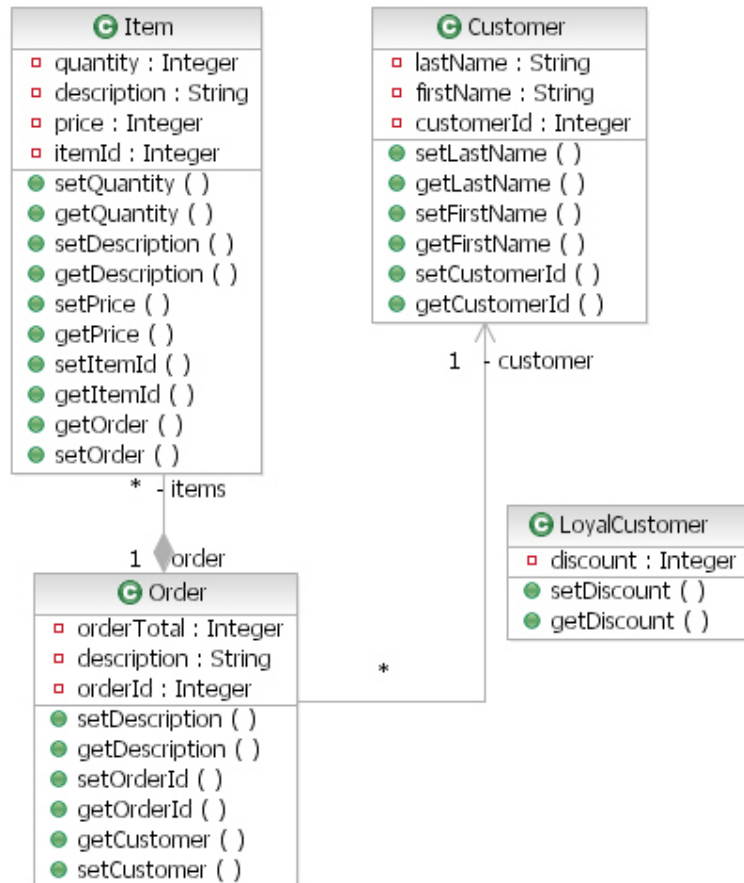 Item
quantity : Integer
description : String
price : Integer
itemId : Integer
setQuantity ( )
getQuantity ( )
setDescription ( )
getDescription ( )
setPrice ( )
getPrice ( )
setItemId ( )
getItemId ( )
getOrder ( )
setOrder ( )
* - items
1 order
Order
orderTotal : Integer
description : String
orderId : Integer
setDescription ( )
getDescription ( )
setOrderId ( )
getOrderId ( )
getCustomer ( )
setCustomer ( )
*
Customer
lastName : String
firstName : String
customerId : Integer
setLastName ( )
getLastName ( )
setFirstName ( )
getFirstName ( )
setCustomerId ( )
getCustomerId ( )
1 - customer
LoyalCustomer
discount : Integer
setDiscount ( )
getDiscount ( )